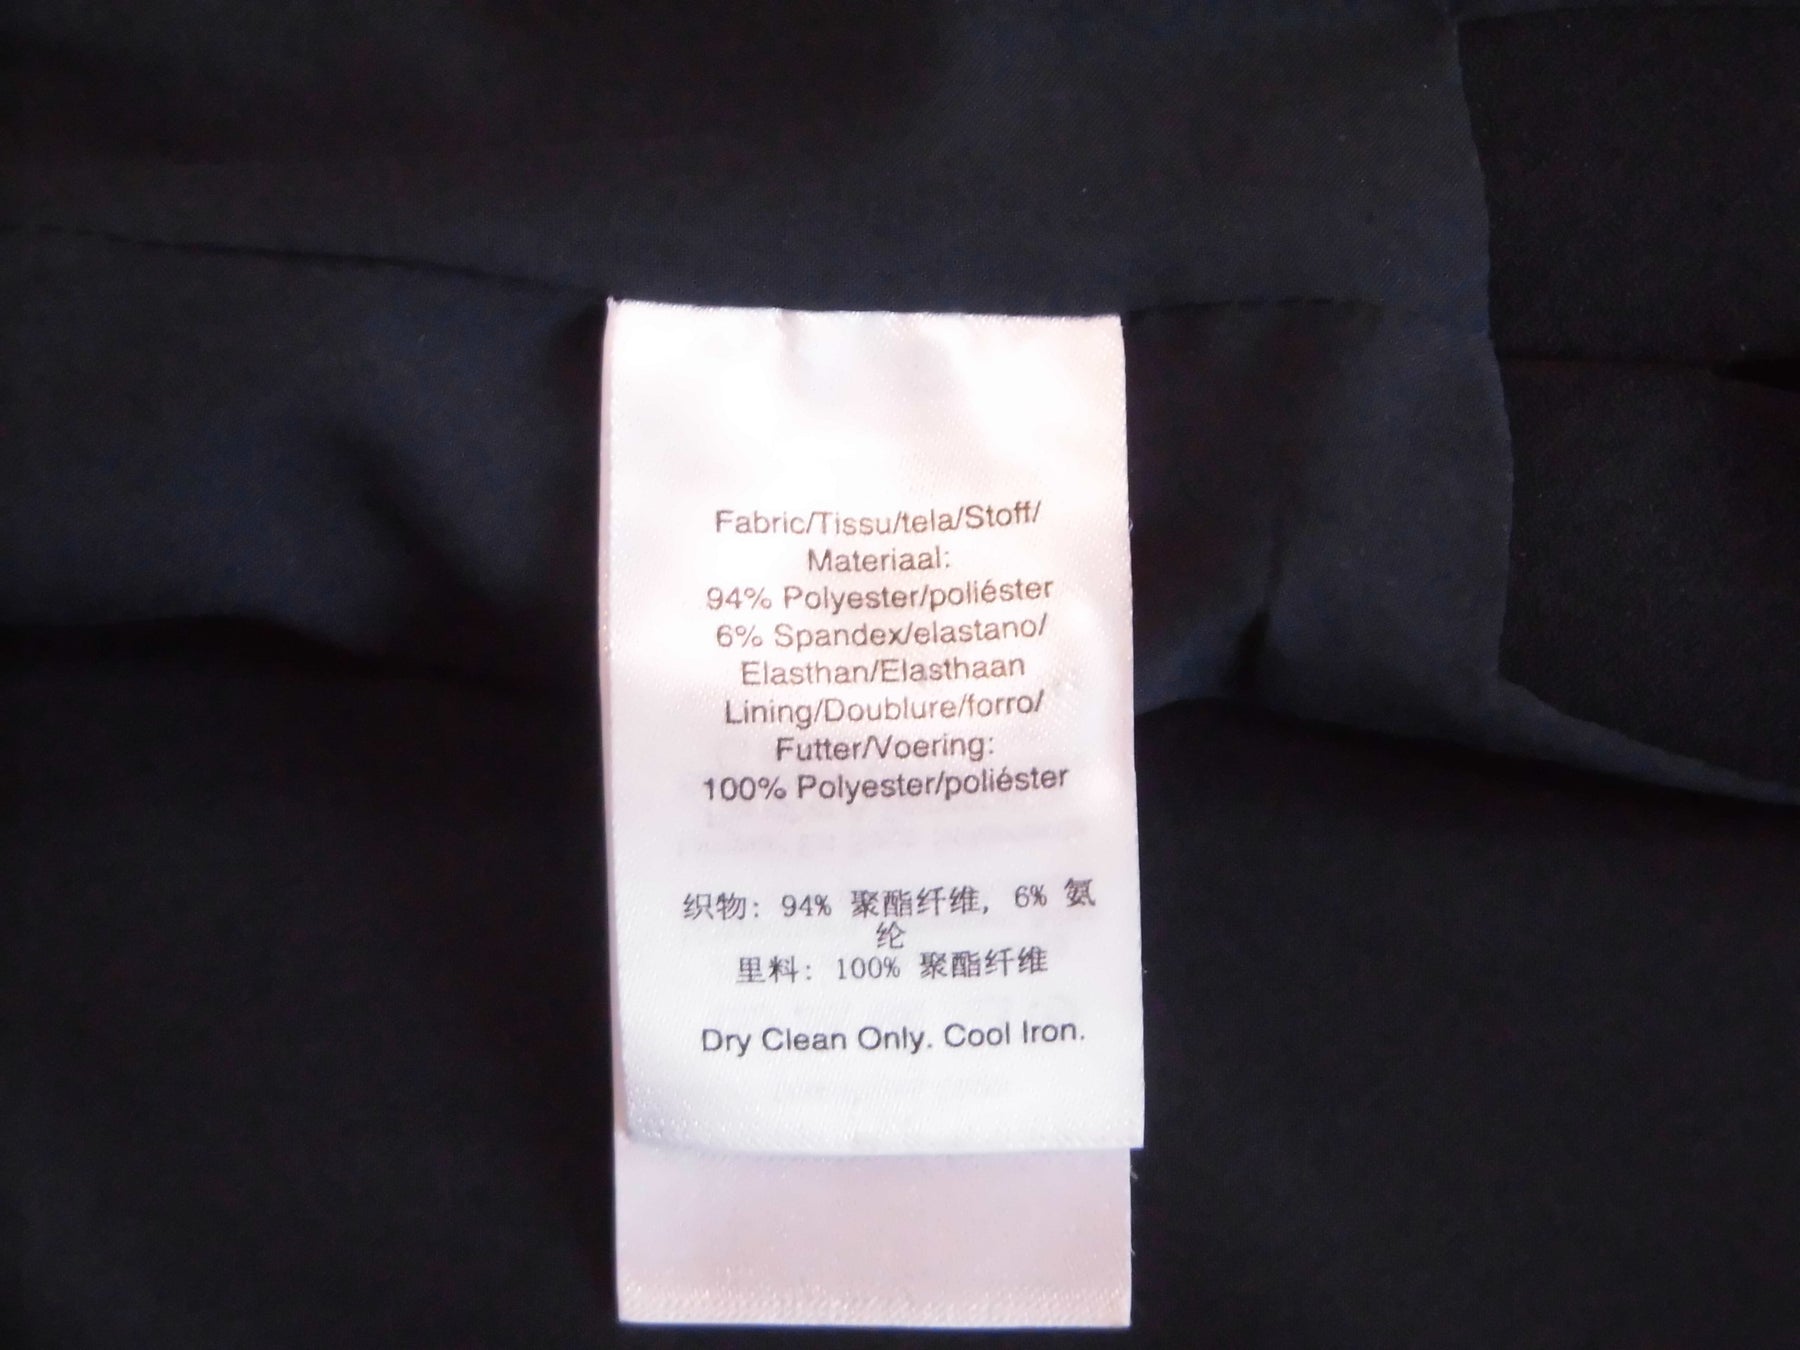 Fabric/Tissu/tela/Stoff/
Materiaal:
94% Polyester/poliéster
6% Spandex/elastano/
Elasthan/Elasthaan
Lining/Doublure/forro/
Futter/Voering:
100% Polyester/poliéster
织物: 94% 聚酯纤维, 6% 氨
纶
里料: 100% 聚酯纤维
Dry Clean Only. Cool Iron.